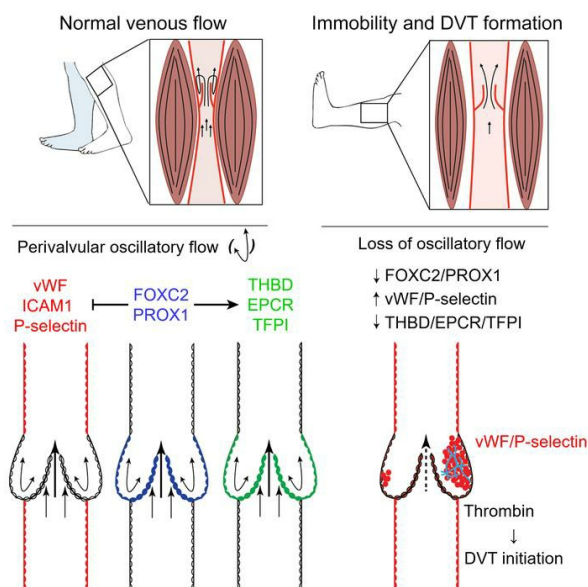 Normal venous flow
Immobility and DVT formation
Perivalvular oscillatory flow ( )
Loss of oscillatory flow
vWF
ICAM1
P-selectin
FOXC2
PROX1
THBD
EPCR
TFPI
↓ FOXC2/PROX1
↑ vWF/P-selectin
↓ THBD/EPCR/TFPI
vWF/P-selectin
Thrombin
↓
DVT initiation